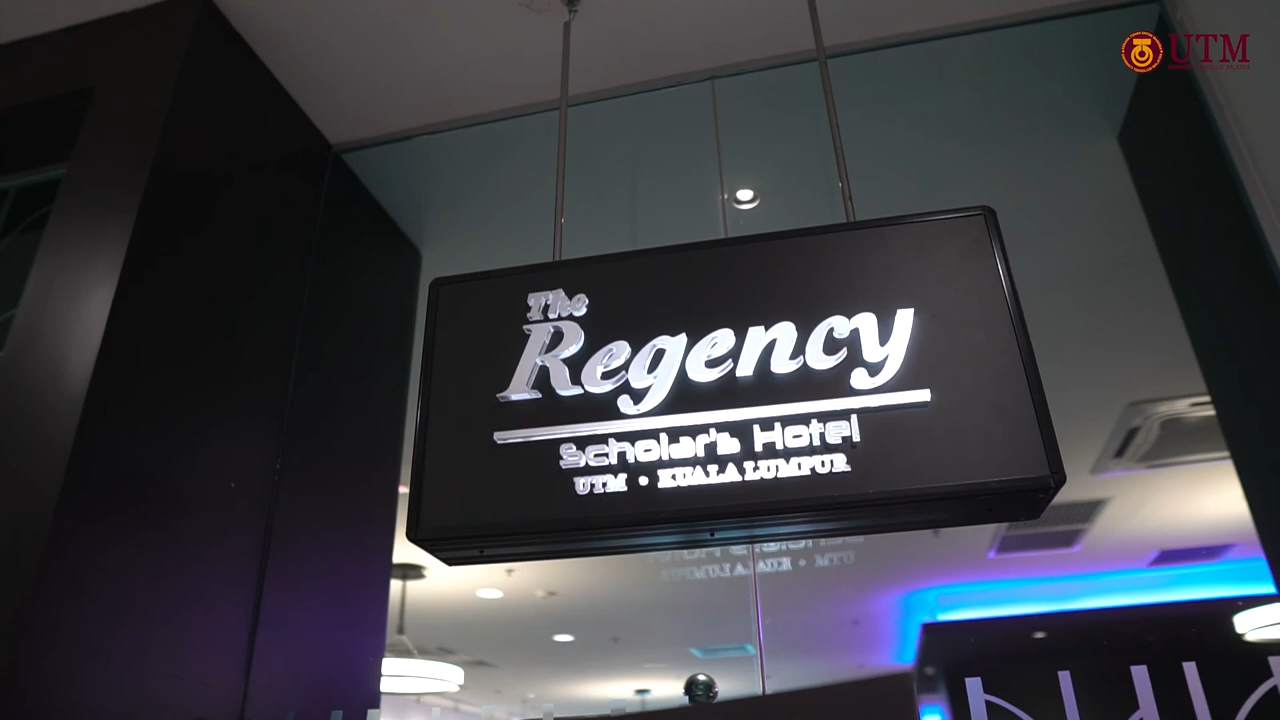 UTM
The
Regency
Scholar's Hotel
UTM • KUALA LUMPUR